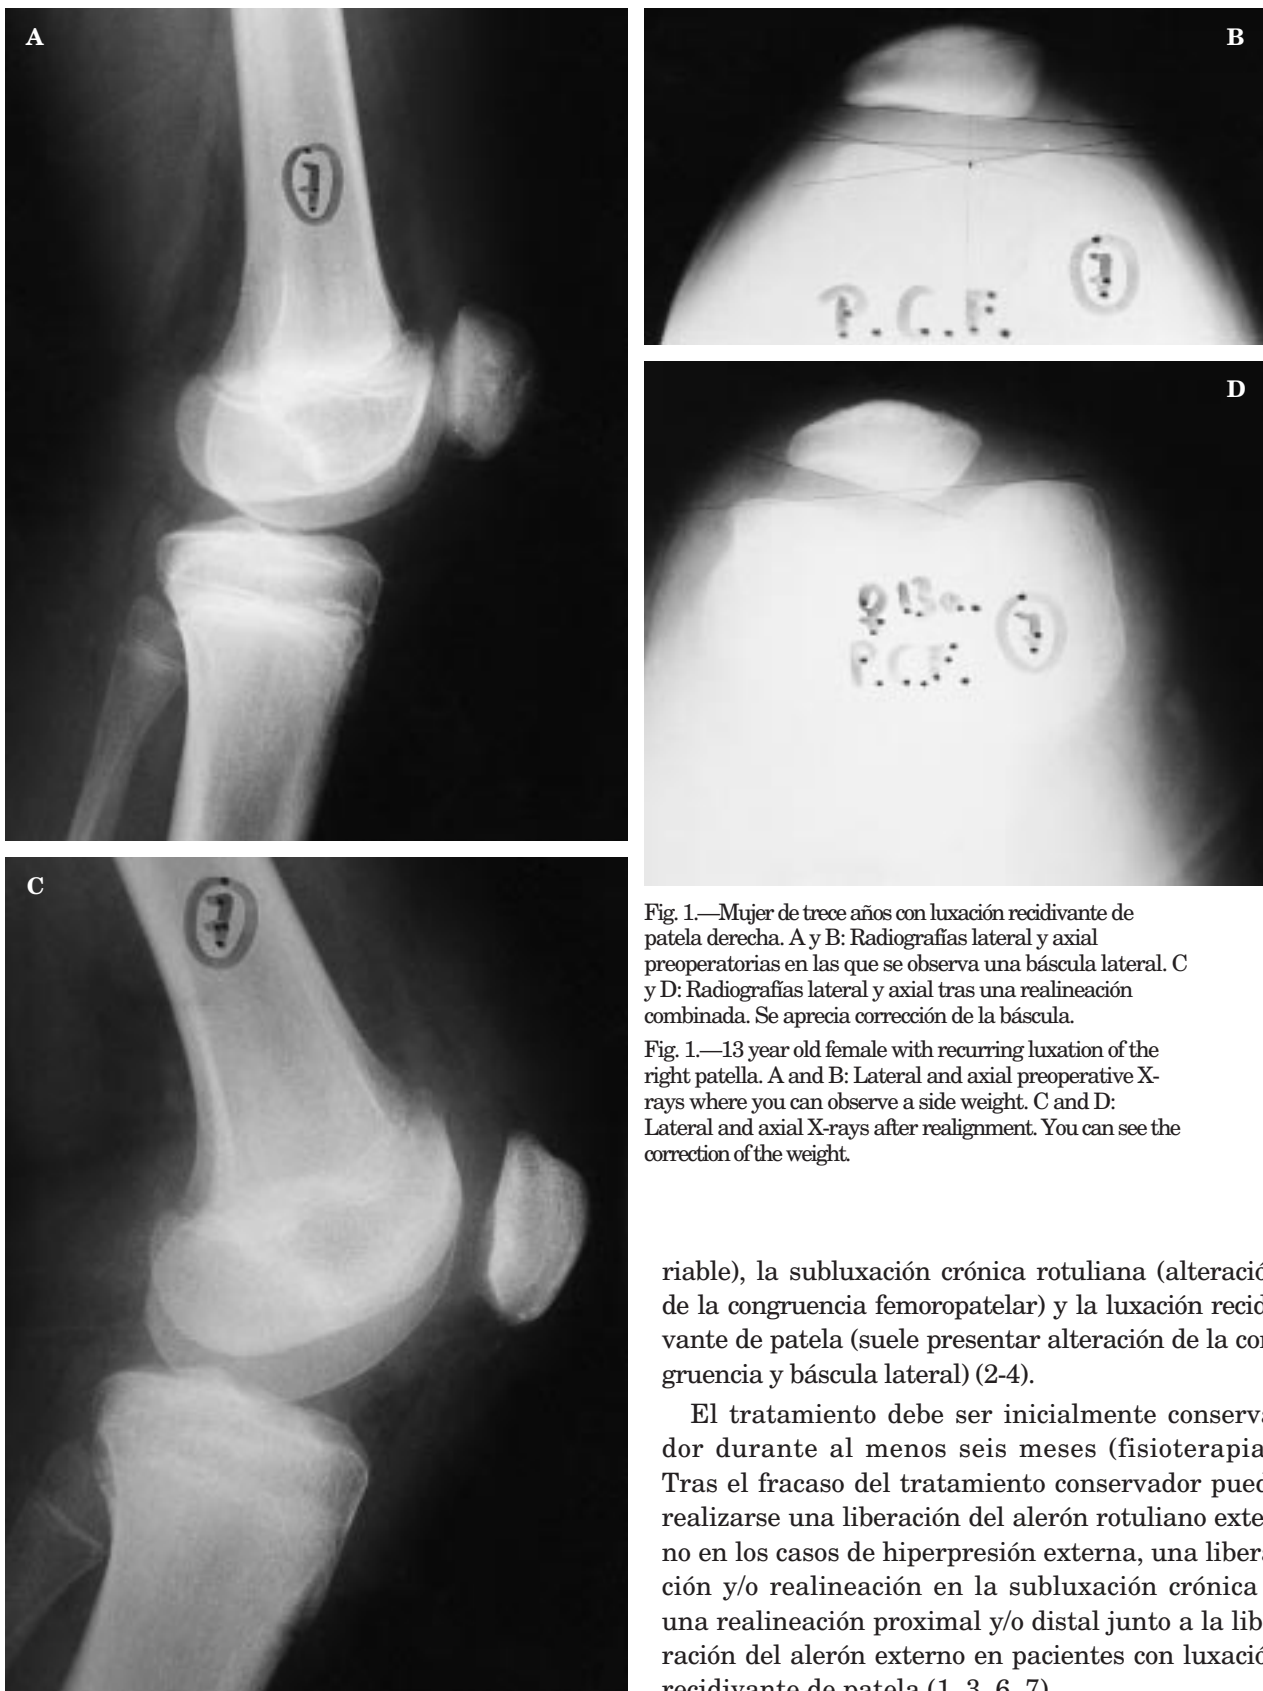 A
B
P.C.F.
D
♀ 13a..
P.C.F.
C
Fig. 1.—Mujer de trece años con luxación recidivante de
patela derecha. A y B: Radiografías lateral y axial
preoperatorias en las que se observa una báscula lateral. C
y D: Radiografías lateral y axial tras una realineación
combinada. Se aprecia corrección de la báscula.
Fig. 1.—13 year old female with recurring luxation of the
right patella. A and B: Lateral and axial preoperative X-
rays where you can observe a side weight. C and D:
Lateral and axial X-rays after realignment. You can see the
correction of the weight.
riable), la subluxación crónica rotuliana (alteració
de la congruencia femoropatelar) y la luxación recid
vante de patela (suele presentar alteración de la con
gruencia y báscula lateral) (2-4).
El tratamiento debe ser inicialmente conserva
dor durante al menos seis meses (fisioterapia
Tras el fracaso del tratamiento conservador pued
realizarse una liberación del alerón rotuliano exte
no en los casos de hiperpresión externa, una libera
ción y/o realineación en la subluxación crónica
una realineación proximal y/o distal junto a la lib
ración del alerón externo en pacientes con luxació
recidivante de patela (1, 3, 6, 7)